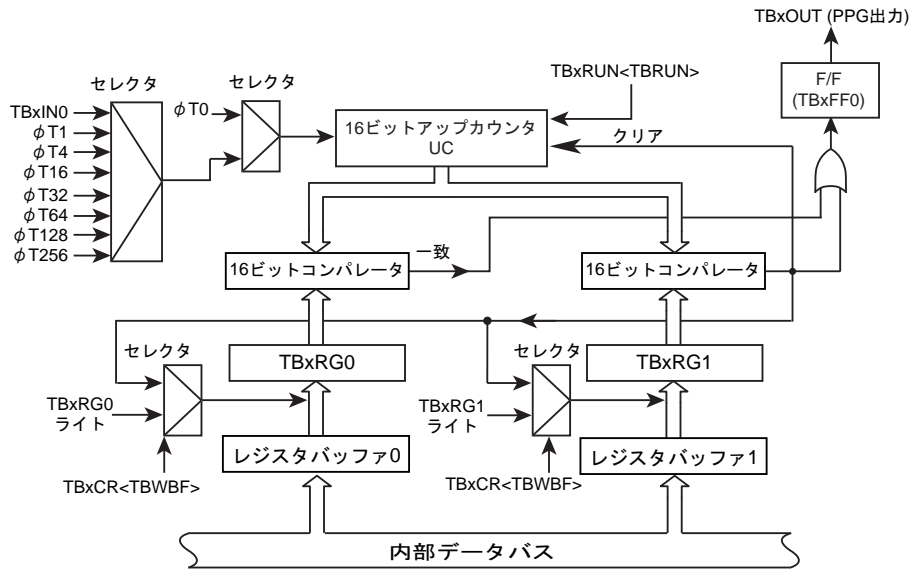 TBxOUT (PPG出力)
F/F
(TBxFF0)
セレクタ
セレクタ
TBxRUN<TBRUN>
TBxIN0
φT1
φT4
φT16
φT32
φT64
φT128
φT256
φT0
16ビットアップカウンタ
UC
クリア
16ビットコンパレータ
一致
16ビットコンパレータ
セレクタ
TBxRG0
セレクタ
TBxRG1
TBxRG0
ライト
TBxRG1
ライト
レジスタバッファ0
レジスタバッファ1
TBxCR<TBWBF>
TBxCR<TBWBF>
内部データバス